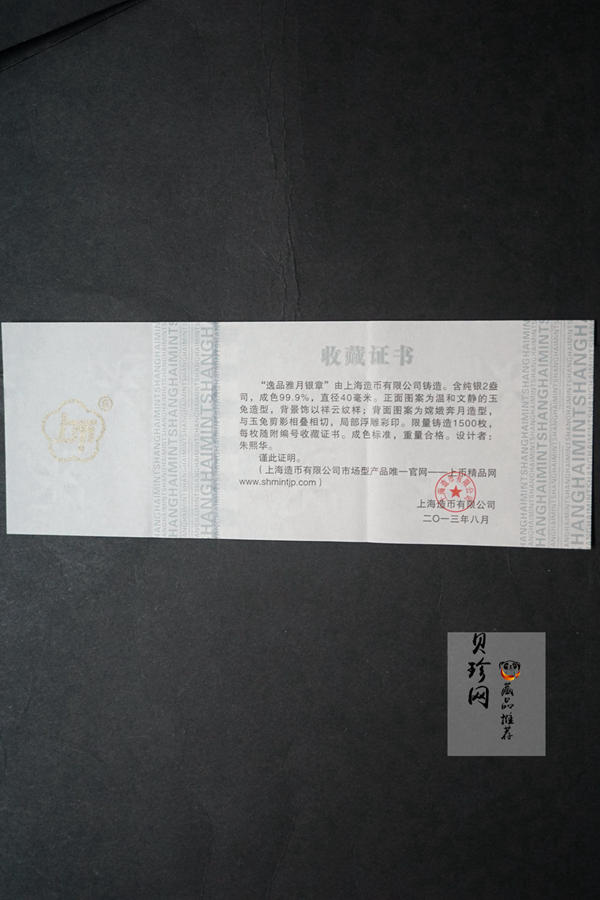 ®
收藏证书
“逸品雅月银章”由上海造币有限公司铸造。含纯银2盎
司，成色99.9%，直径40毫米。正面图案为温和文静的玉
兔造型，背景饰以祥云纹样；背面图案为嫦娥奔月造型，
与玉兔剪影相叠相切，局部浮雕彩印。限量铸造1500枚，
每枚随附编号收藏证书。成色标准，重量合格。设计者：
朱熙华。
谨此证明。
（上海造币有限公司市场型产品唯一官网——上币精品网
www.shmintjp.com）
上海造币有限公司
二〇一三年八月
SHANGHAIMINT
贝珍网
藏品推荐